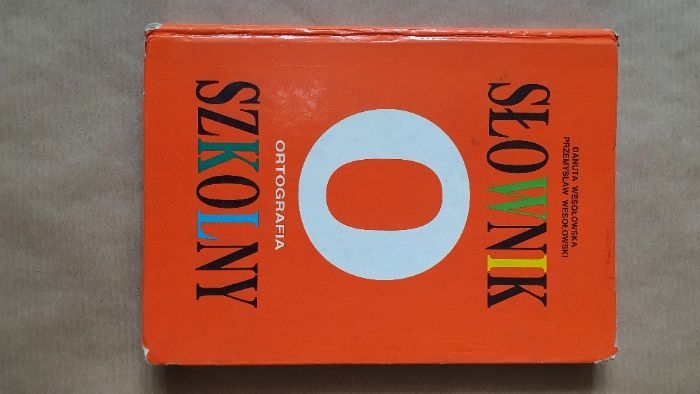 DANUTA WESOŁOWSKA
PRZEMYSŁAW WESOŁOWSKI
SŁOWNIK
O
ORTOGRAFIA
SZKOLNY